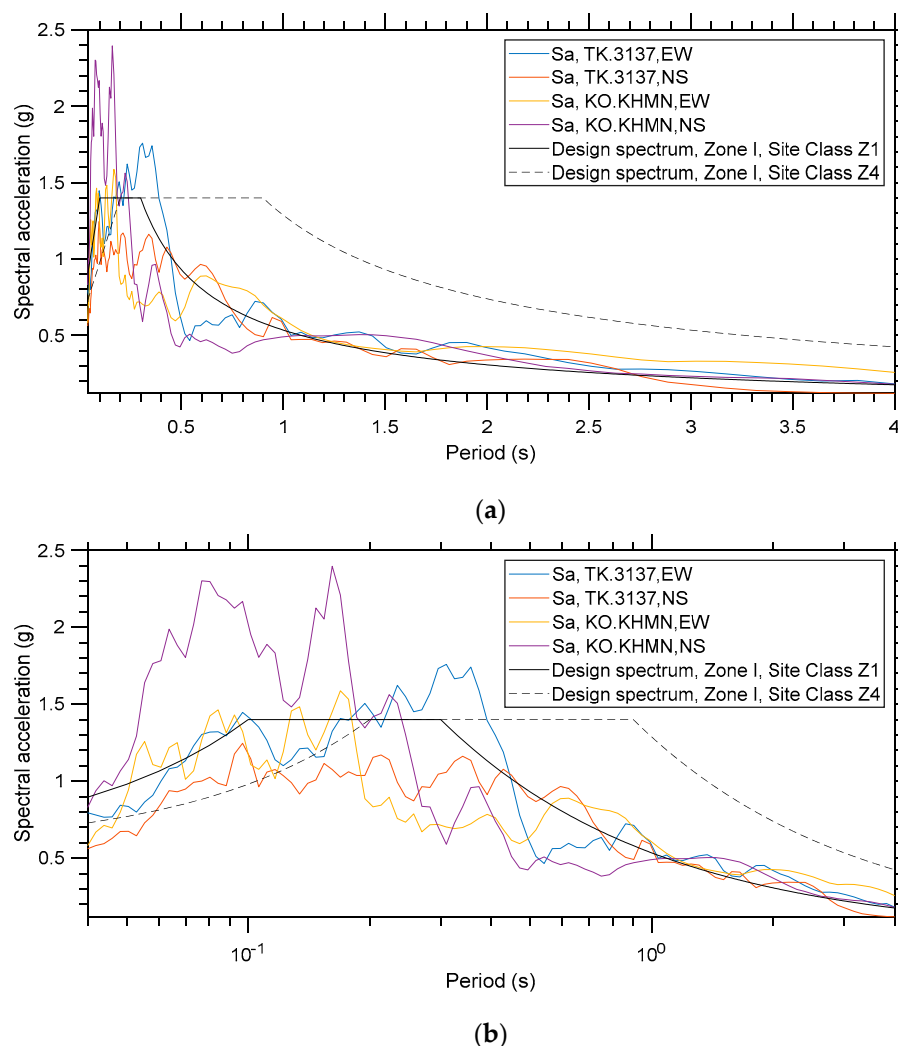 2.5
2
1.5
1
0.5
Spectral acceleration (g)
Sa, TK.3137,EW
Sa, TK.3137,NS
Sa, KO.KHMN,EW
Sa, KO.KHMN,NS
Design spectrum, Zone I, Site Class Z1
Design spectrum, Zone I, Site Class Z4
0.5 1 1.5 2 2.5 3 3.5 4
Period (s)
(a)
2.5
2
1.5
1
0.5
Spectral acceleration (g)
Sa, TK.3137,EW
Sa, TK.3137,NS
Sa, KO.KHMN,EW
Sa, KO.KHMN,NS
Design spectrum, Zone I, Site Class Z1
Design spectrum, Zone I, Site Class Z4
10⁻¹ 10⁰
Period (s)
(b)